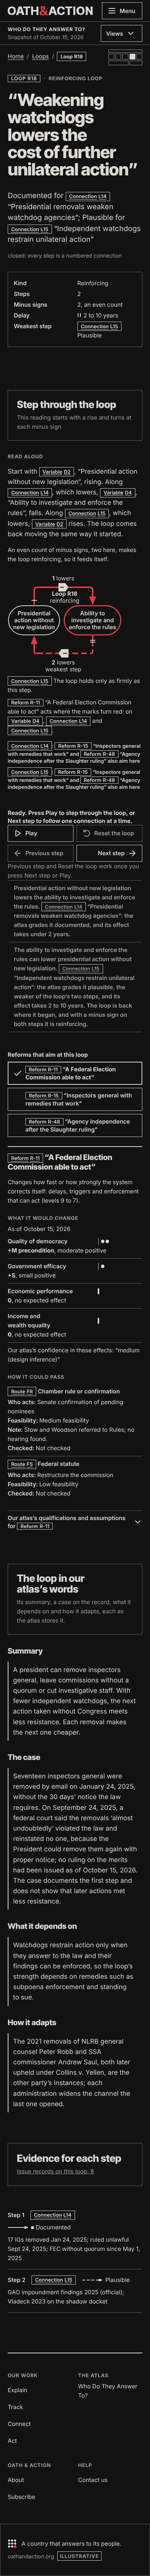 OATH&ACTION
Menu
WHO DO THEY ANSWER TO?
Snapshot of October 15, 2026
Views
Home / Loops / Loop R18
LOOP R18 · REINFORCING LOOP
“Weakening
watchdogs
lowers the
cost of further
unilateral action”
Documented for Connection L14
“Presidential removals weaken
watchdog agencies”; Plausible for
Connection L15 “Independent watchdogs
restrain unilateral action”
closed: every step is a numbered connection
Kind Reinforcing
Steps 2
Minus signs 2, an even count
Delay 2 to 10 years
Weakest step Connection L15
Plausible
Step through the loop
This reading starts with a rise and turns at
each minus sign.
READ ALOUD
Start with Variable D2, “Presidential action
without new legislation”, rising. Along
Connection L14, which lowers, Variable D4,
“Ability to investigate and enforce the
rules”, falls. Along Connection L15, which
lowers, Variable D2 rises. The loop comes
back moving the same way it started.
An even count of minus signs, two here, makes
the loop reinforcing, so it feeds itself.
1 lowers
Loop R18
reinforcing
Presidential
action without
new legislation
Ability to
investigate and
enforce the rules
2 lowers
weakest step
Connection L15 The loop holds only as firmly as
this step.
Reform R-11 “A Federal Election Commission
able to act” acts where the marks turn red: on
Variable D4, Connection L14 and
Connection L15.
Connection L14: Reform R-15 “Inspectors general
with remedies that work” and Reform R-48 “Agency
independence after the Slaughter ruling” also act here.
Connection L15: Reform R-15 “Inspectors general
with remedies that work” and Reform R-48 “Agency
independence after the Slaughter ruling” also act here.
Ready. Press Play to step through the loop, or
Next step to follow one connection at a time.
Play
Reset the loop
Previous step
Next step
Previous step and Reset the loop work once you
press Next step or Play.
Presidential action without new legislation
lowers the ability to investigate and enforce
the rules. Connection L14 “Presidential
removals weaken watchdog agencies”: the
atlas grades it documented, and its effect
takes under 2 years.
The ability to investigate and enforce the
rules can lower presidential action without
new legislation. Connection L15
“Independent watchdogs restrain unilateral
action”: the atlas grades it plausible, the
weaker of the loop’s two steps, and its
effect takes 2 to 10 years. The loop is back
where it began, and with a minus sign on
both steps it is reinforcing.
Reforms that aim at this loop
Reform R-11 “A Federal Election
Commission able to act”
Reform R-15 “Inspectors general with
remedies that work”
Reform R-48 “Agency independence
after the Slaughter ruling”
Reform R-11 “A Federal Election
Commission able to act”
Changes how fast or how strongly the system
corrects itself: delays, triggers and enforcement
that can act (levels 9 to 7).
WHAT IT WOULD CHANGE
As of October 15, 2026
Quality of democracy
+M precondition, moderate positive
Government efficacy
+S, small positive
Economic performance
0, no expected effect
Income and
wealth equality
0, no expected effect
Our atlas’s confidence in these effects: “medium
(design inference)”
HOW IT COULD PASS
Route FR Chamber rule or confirmation
Who acts: Senate confirmation of pending
nominees
Feasibility: Medium feasibility
Note: Stow and Woodson referred to Rules; no
hearing found.
Checked: Not checked
Route FS Federal statute
Who acts: Restructure the commission
Feasibility: Low feasibility
Checked: Not checked
Our atlas’s qualifications and assumptions
for Reform R-11
The loop in our
atlas’s words
Its summary, a case on the record, what it
depends on and how it adapts, each as the
atlas stores it.
Summary
A president can remove inspectors
general, leave commissions without a
quorum or cut investigative staff. With
fewer independent watchdogs, the next
action taken without Congress meets
less resistance. Each removal makes
the next one cheaper.
The case
Seventeen inspectors general were
removed by email on January 24, 2025,
without the 30 days’ notice the law
requires. On September 24, 2025, a
federal court said the removals ‘almost
undoubtedly’ violated the law and
reinstated no one, because the
President could remove them again with
proper notice; no ruling on the merits
had been issued as of October 15, 2026.
The case documents the first step and
does not show that later actions met
less resistance.
What it depends on
Watchdogs restrain action only when
they answer to the law and their
findings can be enforced, so the loop’s
strength depends on remedies such as
subpoena enforcement and standing
to sue.
How it adapts
The 2021 removals of NLRB general
counsel Peter Robb and SSA
commissioner Andrew Saul, both later
upheld under Collins v. Yellen, are the
other party’s instances; each
administration widens the channel the
last one opened.
Evidence for each step
Issue records on this loop: 8
Step 1 Connection L14
Documented
17 IGs removed Jan 24, 2025; ruled unlawful
Sept 24, 2025; FEC without quorum since May 1,
2025
Step 2 Connection L15 Plausible
GAO impoundment findings 2025 (official);
Vladeck 2023 on the shadow docket
OUR WORK
Explain
Track
Connect
Act
THE ATLAS
Who Do They Answer
To?
OATH & ACTION
About
Subscribe
HELP
Contact us
A country that answers to its people.
oathandaction.org ILLUSTRATIVE